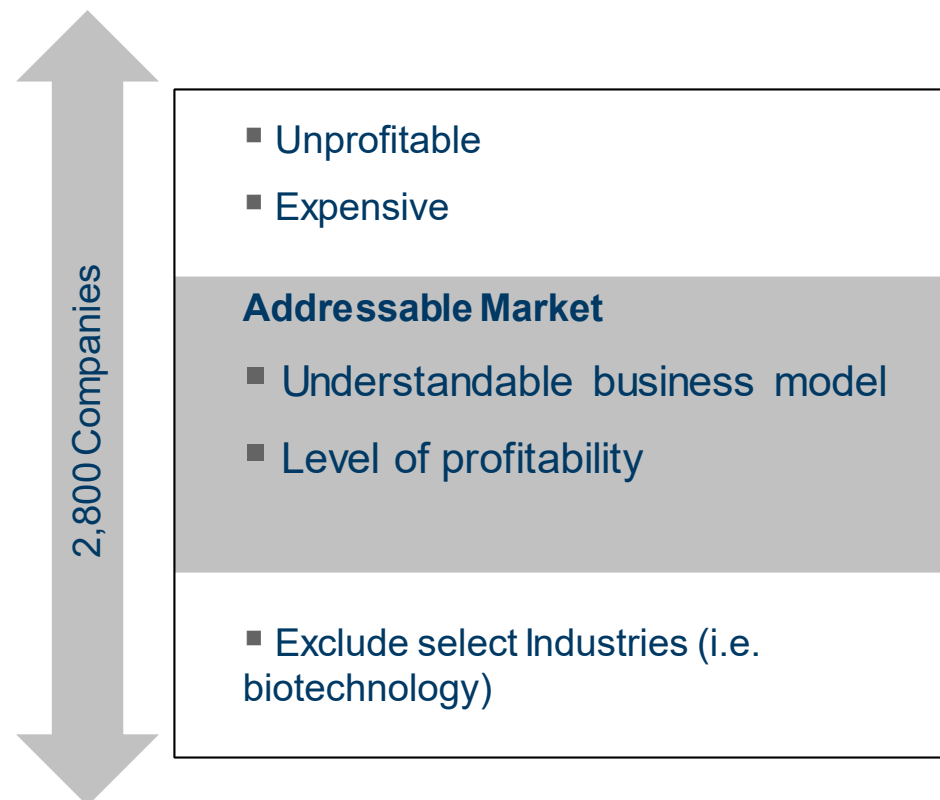 2,800 Companies
▪ Unprofitable
▪ Expensive
Addressable Market
▪ Understandable business model
▪ Level of profitability
▪ Exclude select Industries (i.e.
biotechnology)